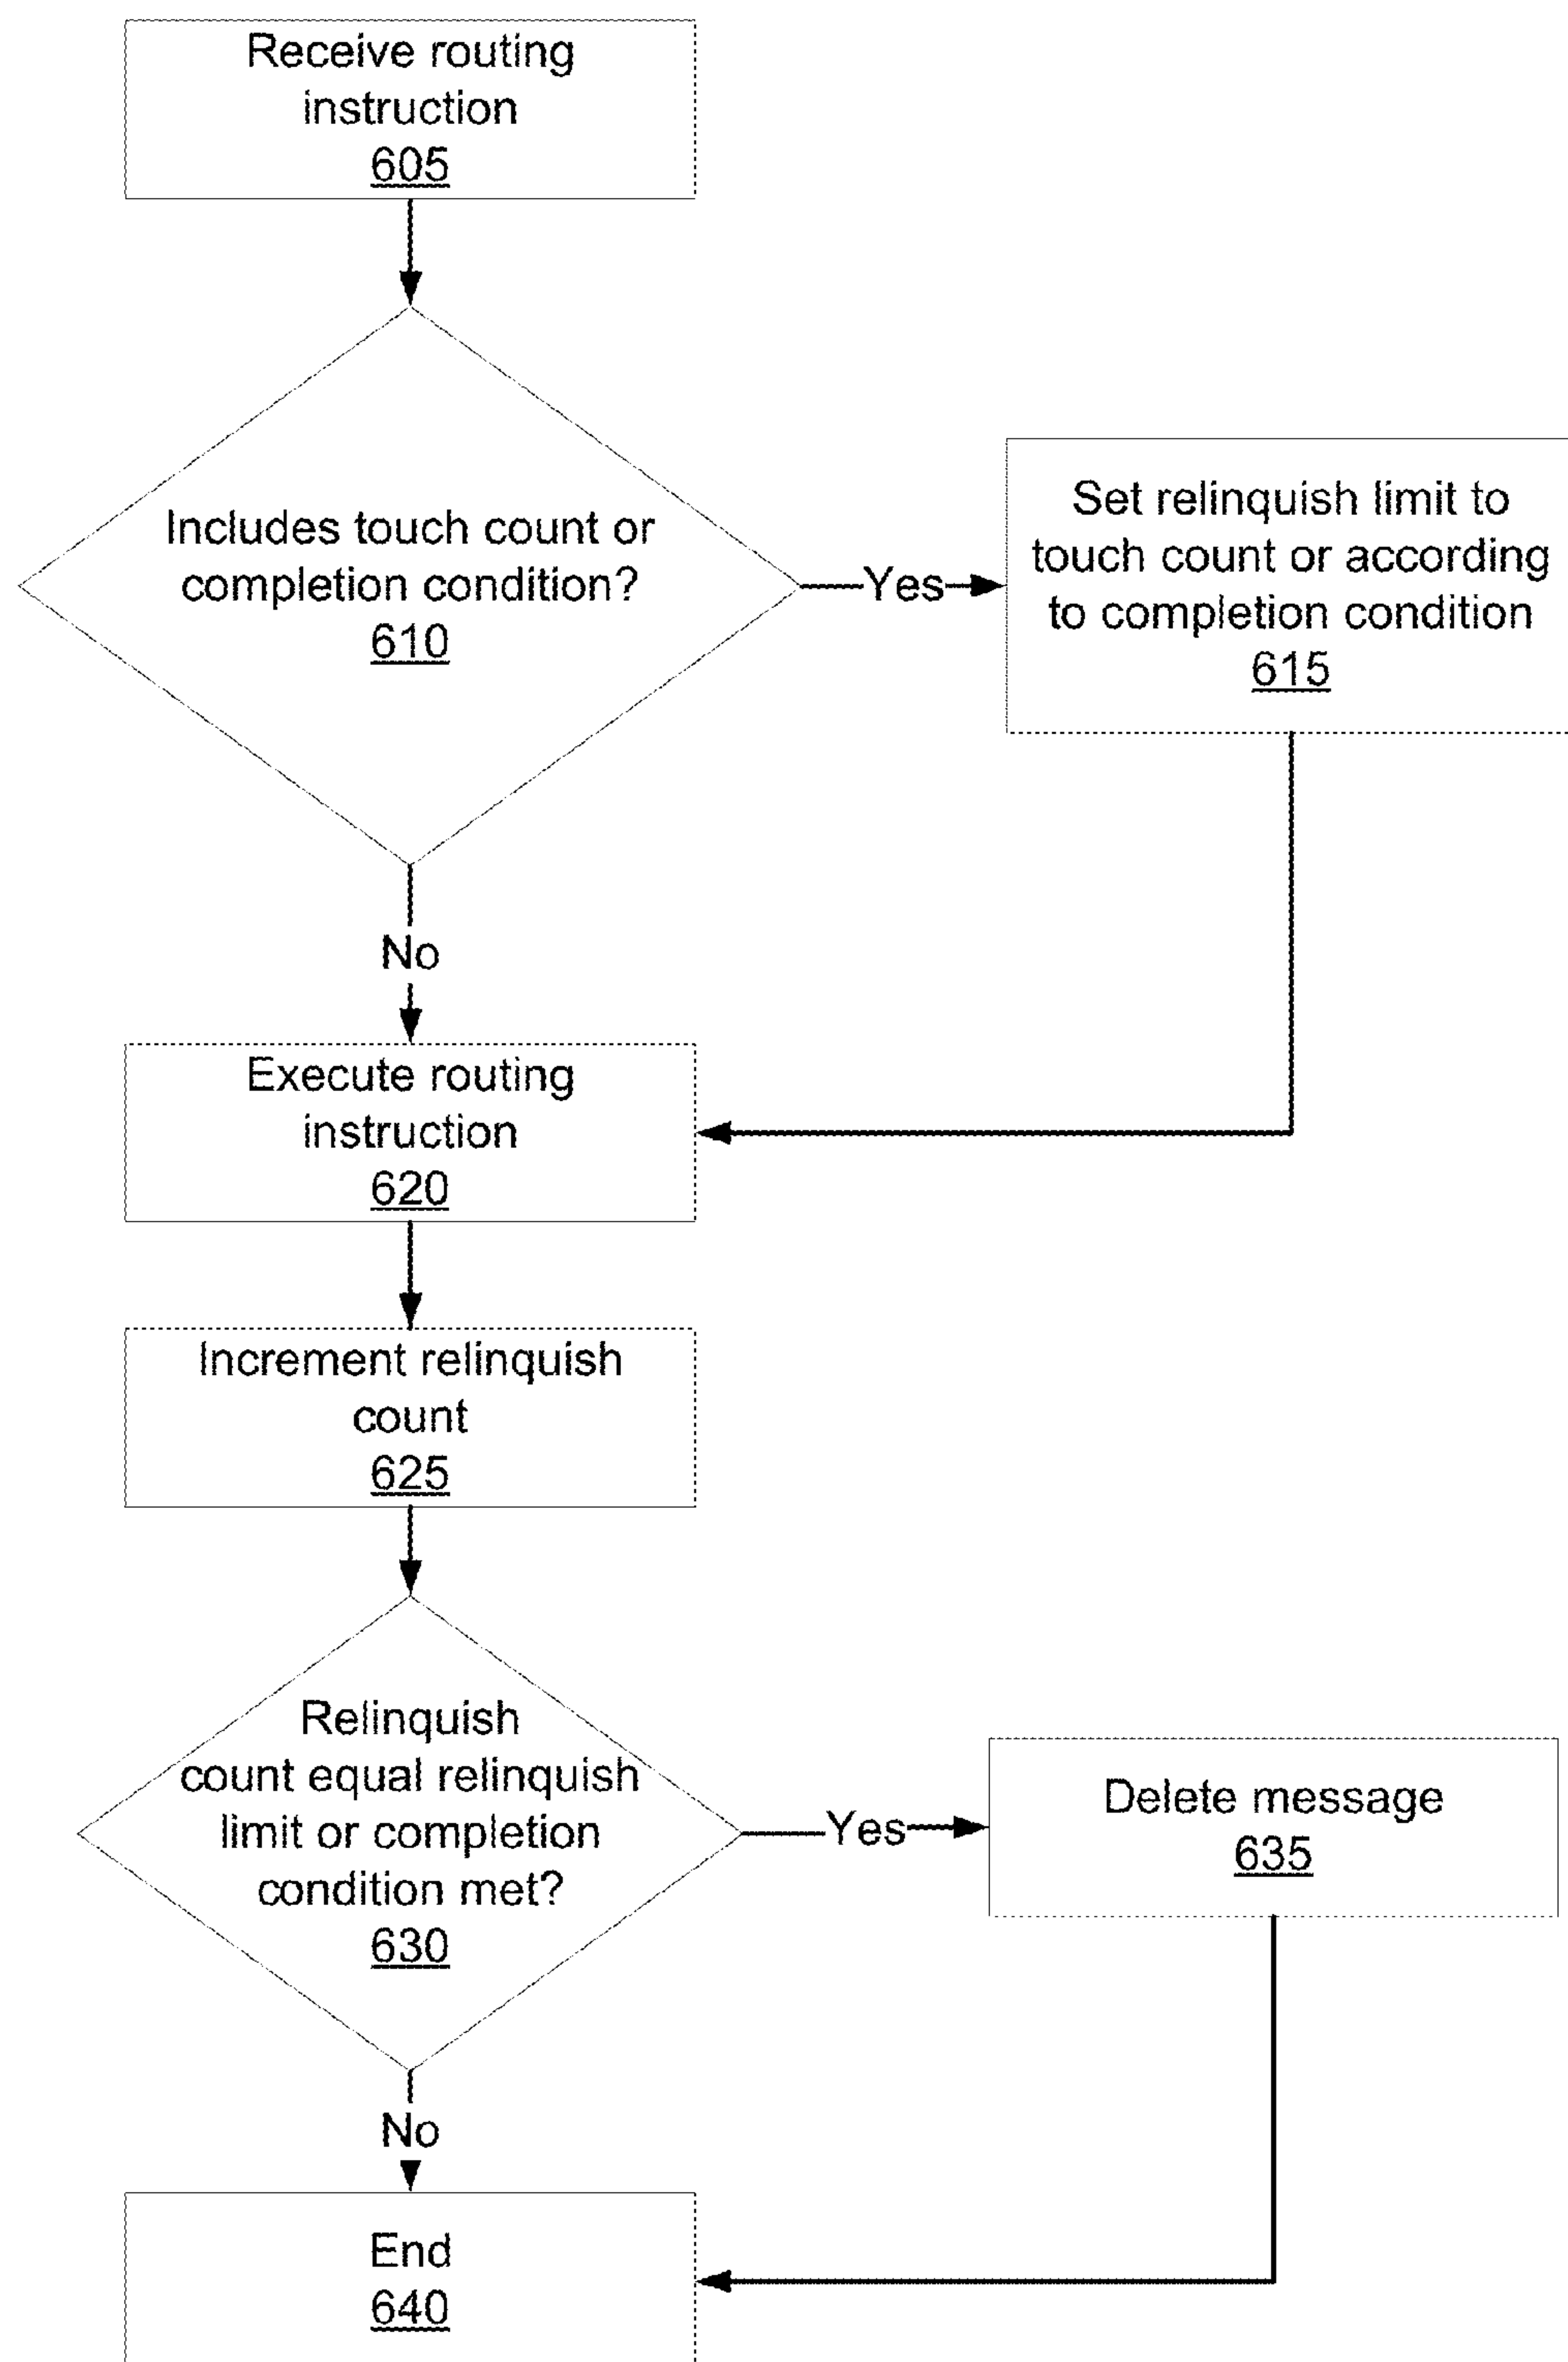 Receive routing
instruction
605
Includes touch count or
completion condition?
610
Yes
Set relinquish limit to
touch count or according
to completion condition
615
No
Execute routing
instruction
620
Increment relinquish
count
625
Relinquish
count equal relinquish
limit or completion
condition met?
630
Yes
Delete message
635
No
End
640